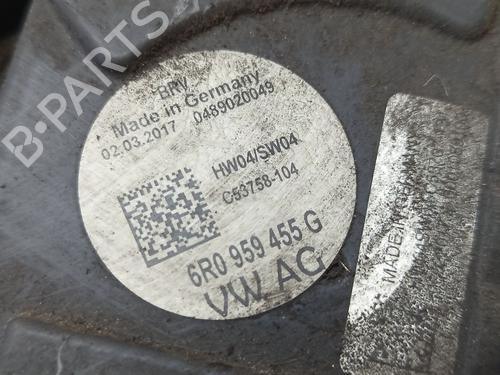 BRV
Made in Germany
02.03.2017 0489020049
HW04/SW04
C53758-104
6R0 959 455 G
VW AG
MADE IN
B-PARTS